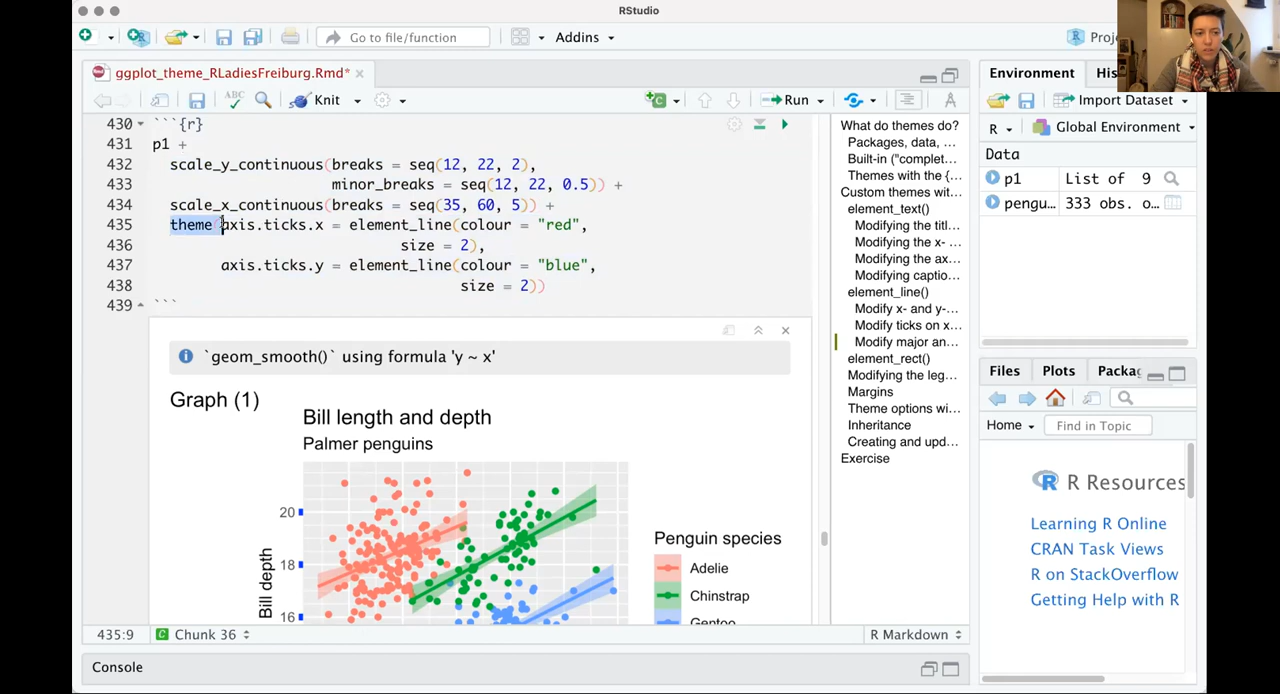 RStudio
Go to file/function
Addins
Proj
ggplot_theme_RLadiesFreiburg.Rmd*
ABC
Knit
Run
430 ```{r}
431 p1 +
432 scale_y_continuous(breaks = seq(12, 22, 2),
433 minor_breaks = seq(12, 22, 0.5)) +
434 scale_x_continuous(breaks = seq(35, 60, 5)) +
435 theme(axis.ticks.x = element_line(colour = "red",
436 size = 2),
437 axis.ticks.y = element_line(colour = "blue",
438 size = 2))
439 ```
`geom_smooth()` using formula 'y ~ x'
Graph (1)
Bill length and depth
Palmer penguins
20
18
16
Bill depth
Penguin species
Adelie
Chinstrap
Gentoo
435:9 C Chunk 36 R Markdown
Console
What do themes do?
Packages, data, ...
Built-in ("complet...
Themes with the {...
Custom themes wit...
element_text()
Modifying the titl...
Modifying the x- ...
Modifying the ax...
Modifying captio...
element_line()
Modify x- and y-...
Modify ticks on x...
Modify major an...
element_rect()
Modifying the leg...
Margins
Theme options wi...
Inheritance
Creating and upd...
Exercise
Environment His
Import Dataset
R Global Environment
Data
p1 List of 9
pengu... 333 obs. o...
Files Plots Packag
Home Find in Topic
R Resources
Learning R Online
CRAN Task Views
R on StackOverflow
Getting Help with R